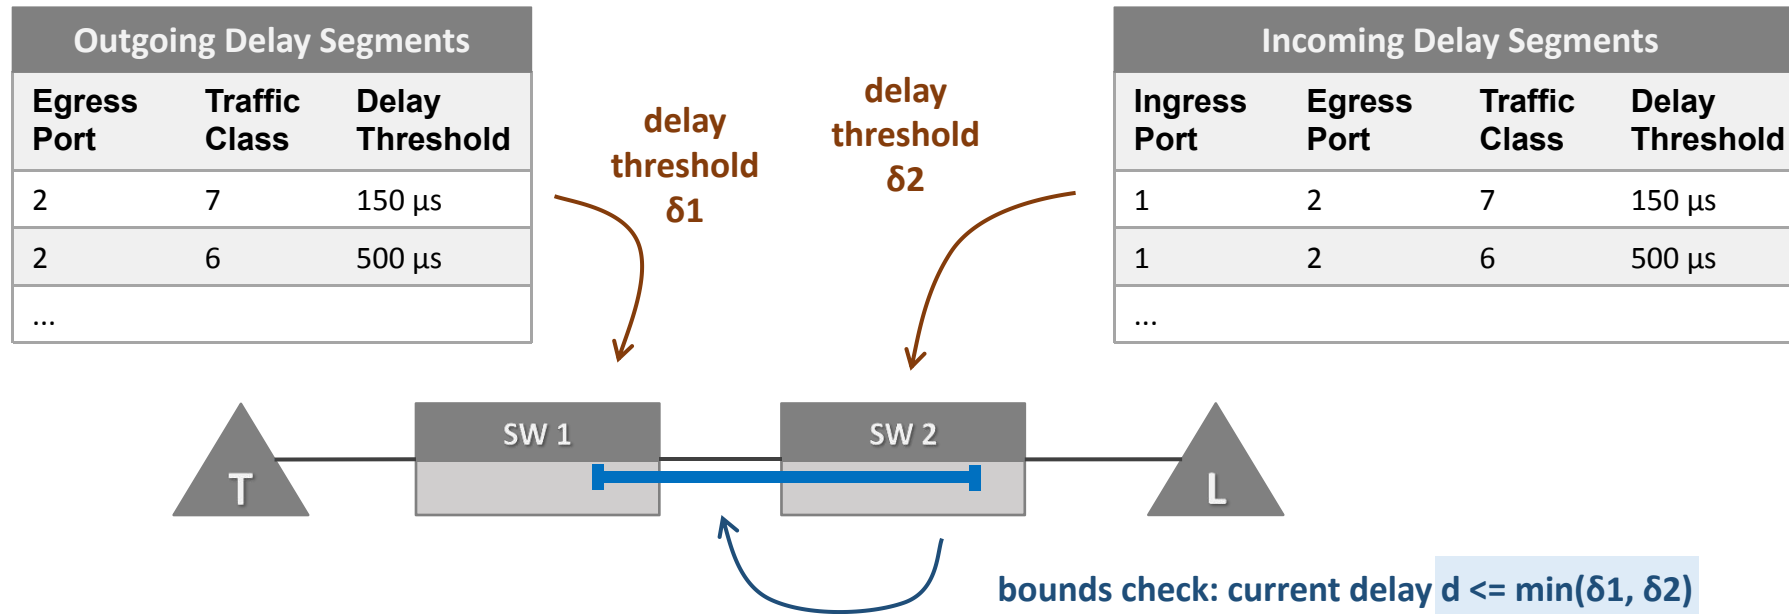 Outgoing Delay Segments
Egress Port Traffic Class Delay Threshold
2 7 150 µs
2 6 500 µs
...
delay
threshold
δ1
delay
threshold
δ2
Incoming Delay Segments
Ingress Port Egress Port Traffic Class Delay Threshold
1 2 7 150 µs
1 2 6 500 µs
...
T
SW 1
SW 2
L
bounds check: current delay d <= min(δ1, δ2)